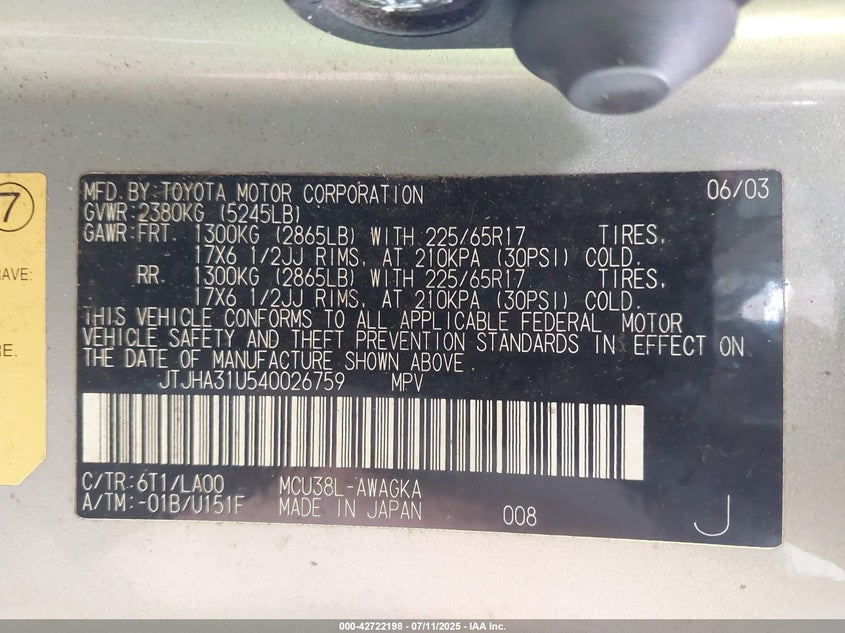 7
AVE
RE.
MFD. BY: TOYOTA MOTOR CORPORATION 06/03
GVWR: 2380KG (5245LB)
GAWR: FRT. 1300KG (2865LB) WITH 225/65R17 TIRES,
17X6 1/2JJ RIMS, AT 210KPA (30PSI) COLD.
RR. 1300KG (2865LB) WITH 225/65R17 TIRES,
17X6 1/2JJ RIMS, AT 210KPA (30PSI) COLD.
THIS VEHICLE CONFORMS TO ALL APPLICABLE FEDERAL MOTOR
VEHICLE SAFETY AND THEFT PREVENTION STANDARDS IN EFFECT ON
THE DATE OF MANUFACTURE SHOWN ABOVE.
JTJHA31U540026759 MPV
C/TR: 6T1/LA00 MCU38L-AWAGKA
A/TM: -01B/U151F MADE IN JAPAN 008 J
000-42722198 - 07/11/2025 - IAA Inc.